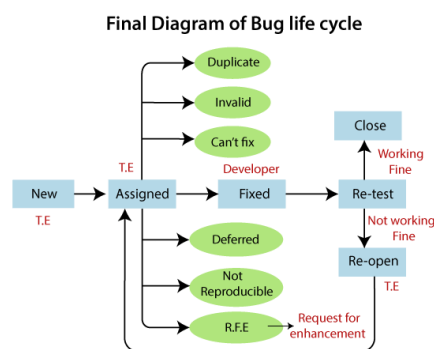 Final Diagram of Bug life cycle
Duplicate
Invalid
Can't fix
Close
T.E
Developer
Working
Fine
New
Assigned
Fixed
Re-test
T.E
Not working
Fine
Deferred
Re-open
Not
Reproducible
T.E
R.F.E
Request for
enhancement